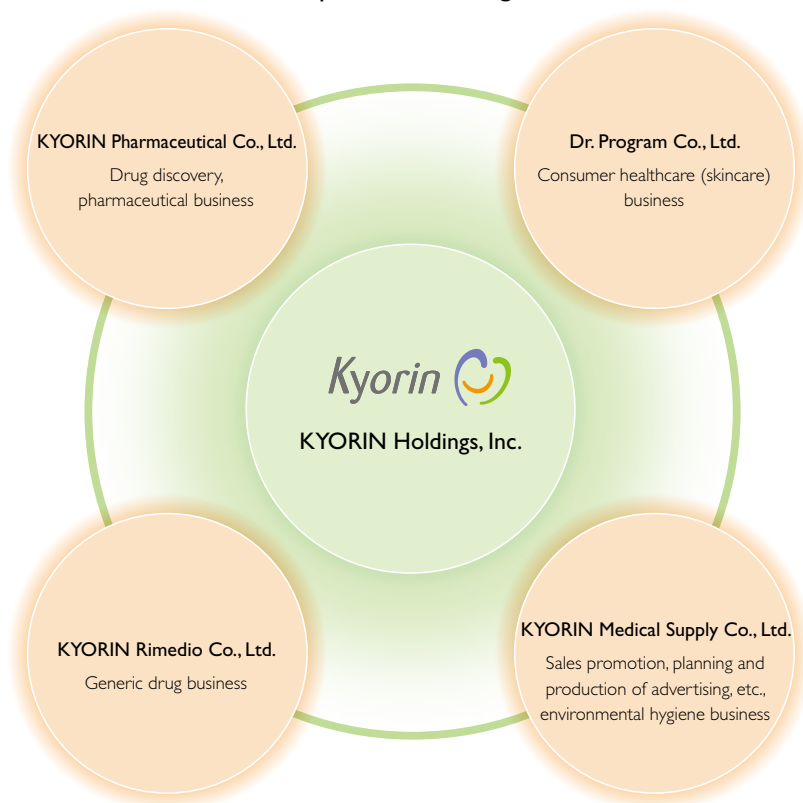 KYORIN Pharmaceutical Co., Ltd.
Drug discovery,
pharmaceutical business
Dr. Program Co., Ltd.
Consumer healthcare (skincare)
business
Kyorin
KYORIN Holdings, Inc.
KYORIN Rimedio Co., Ltd.
Generic drug business
KYORIN Medical Supply Co., Ltd.
Sales promotion, planning and
production of advertising, etc.,
environmental hygiene business